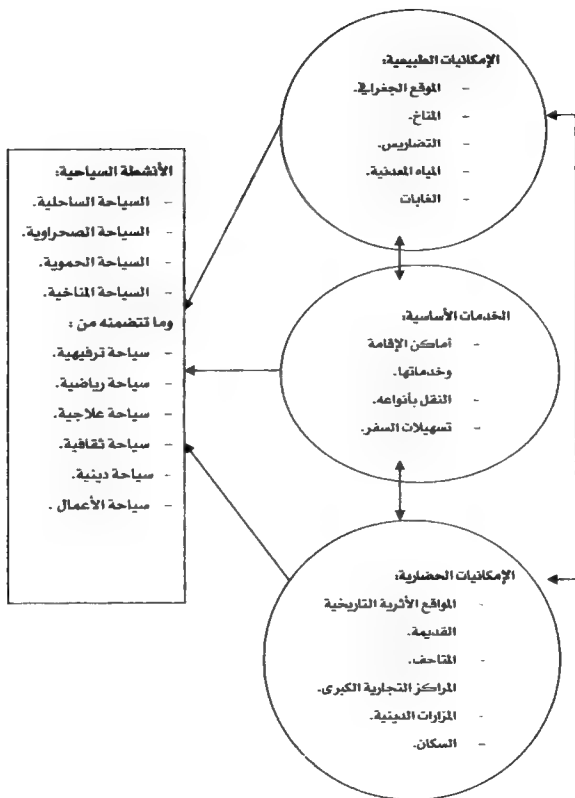 الإمكانيات الطبيعية:
- الموقع الجغرافي.
- المناخ.
- التضاريس.
- المياه المعدنية.
- الغابات
الخدمات الأساسية:
- أماكن الإقامة
وخدماتها.
- النقل بأنواعه.
- تسهيلات السفر.
الإمكانيات الحضارية:
- المواقع الأثرية التاريخية
القديمة.
- المتاحف.
المراكز التجارية الكبرى.
- المزارات الدينية.
- السكان.
الأنشطة السياحية:
- السياحة الساحلية.
- السياحة الصحراوية.
- السياحة الحموية.
- السياحة المناخية.
وما تتضمنه من :
- سياحة ترفيهية.
- سياحة رياضية.
- سياحة علاجية.
- سياحة ثقافية.
- سياحة دينية.
- سياحة الأعمال .